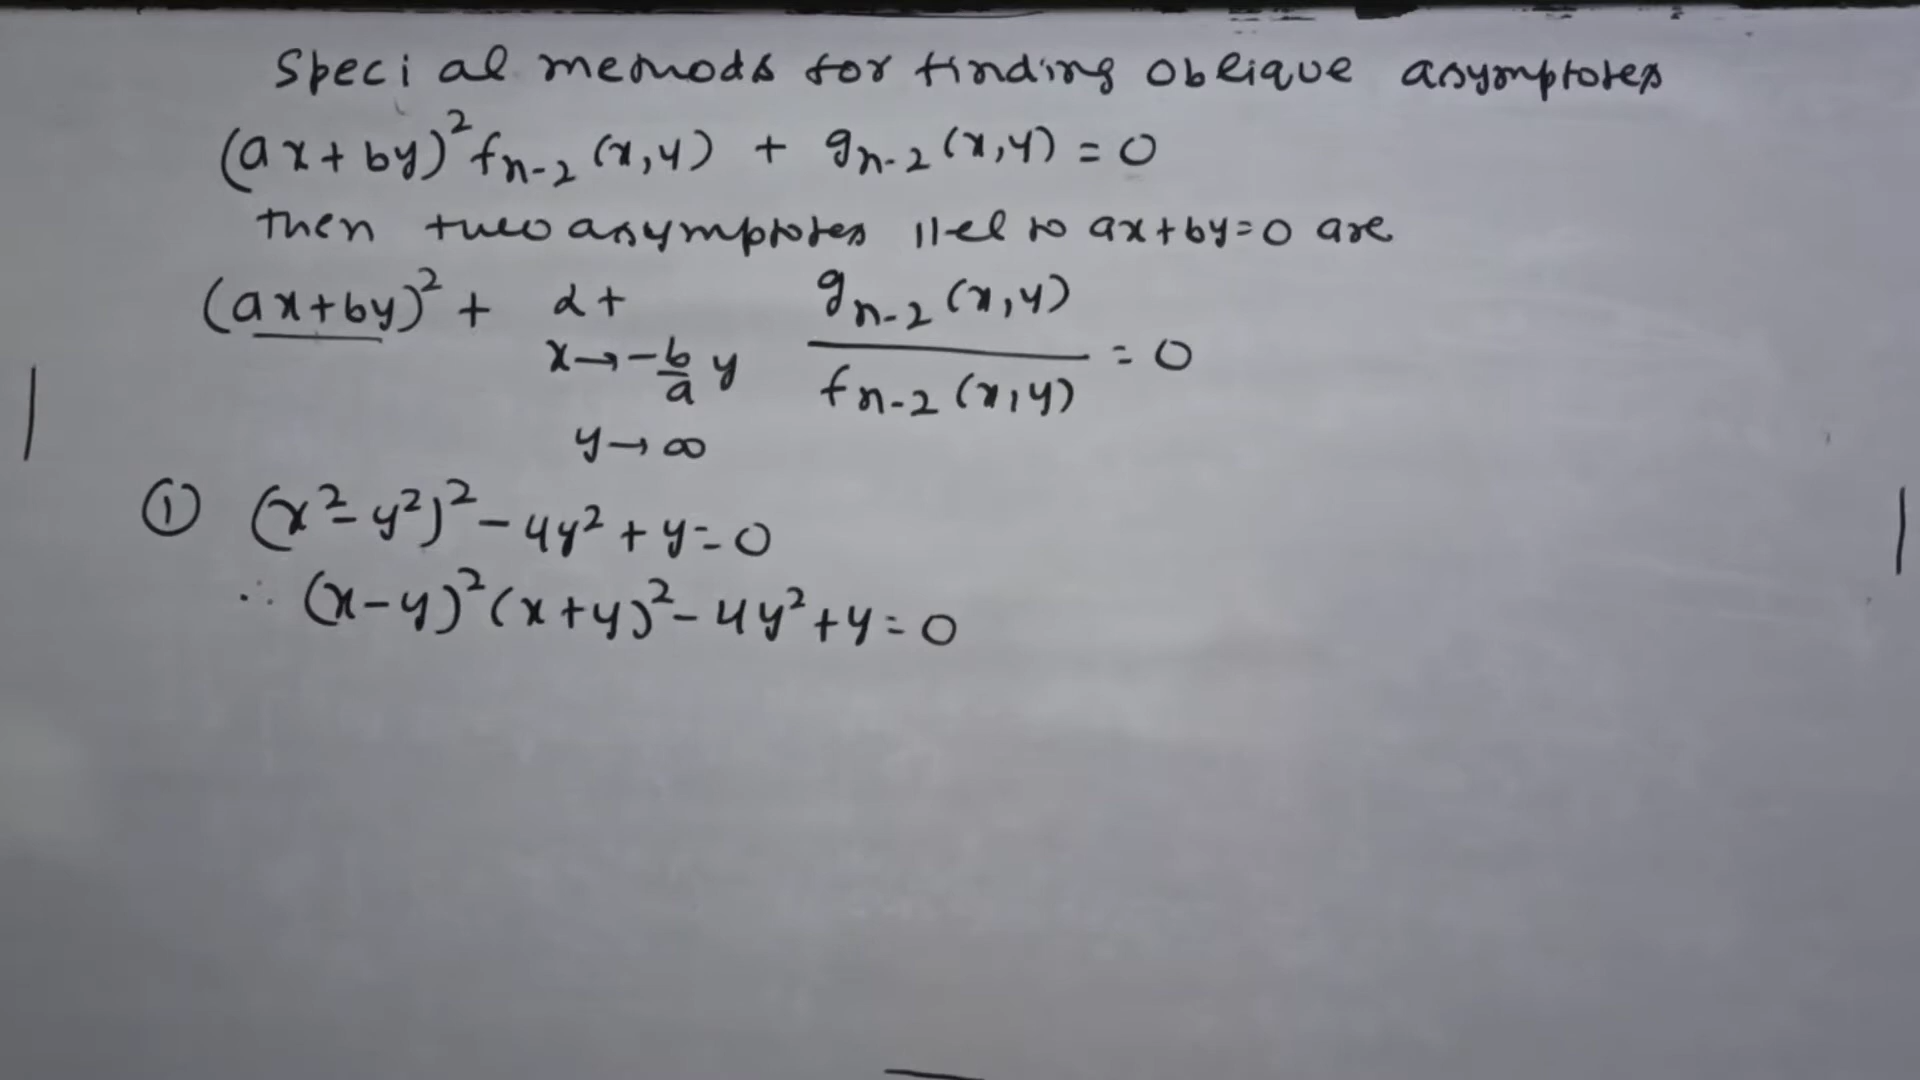 Special methods for finding oblique asymptotes
(ax+by)² fₙ₋₂ (x,y) + gₙ₋₂ (x,y) = 0
then two asymptotes llel to ax+by=0 are
(ax+by)² + lt x→-b/a y y→∞ gₙ₋₂ (x,y) / fₙ₋₂ (x,y) = 0
① (x²-y²)² - 4y² + y = 0
∴ (x-y)² (x+y)² - 4y² + y = 0